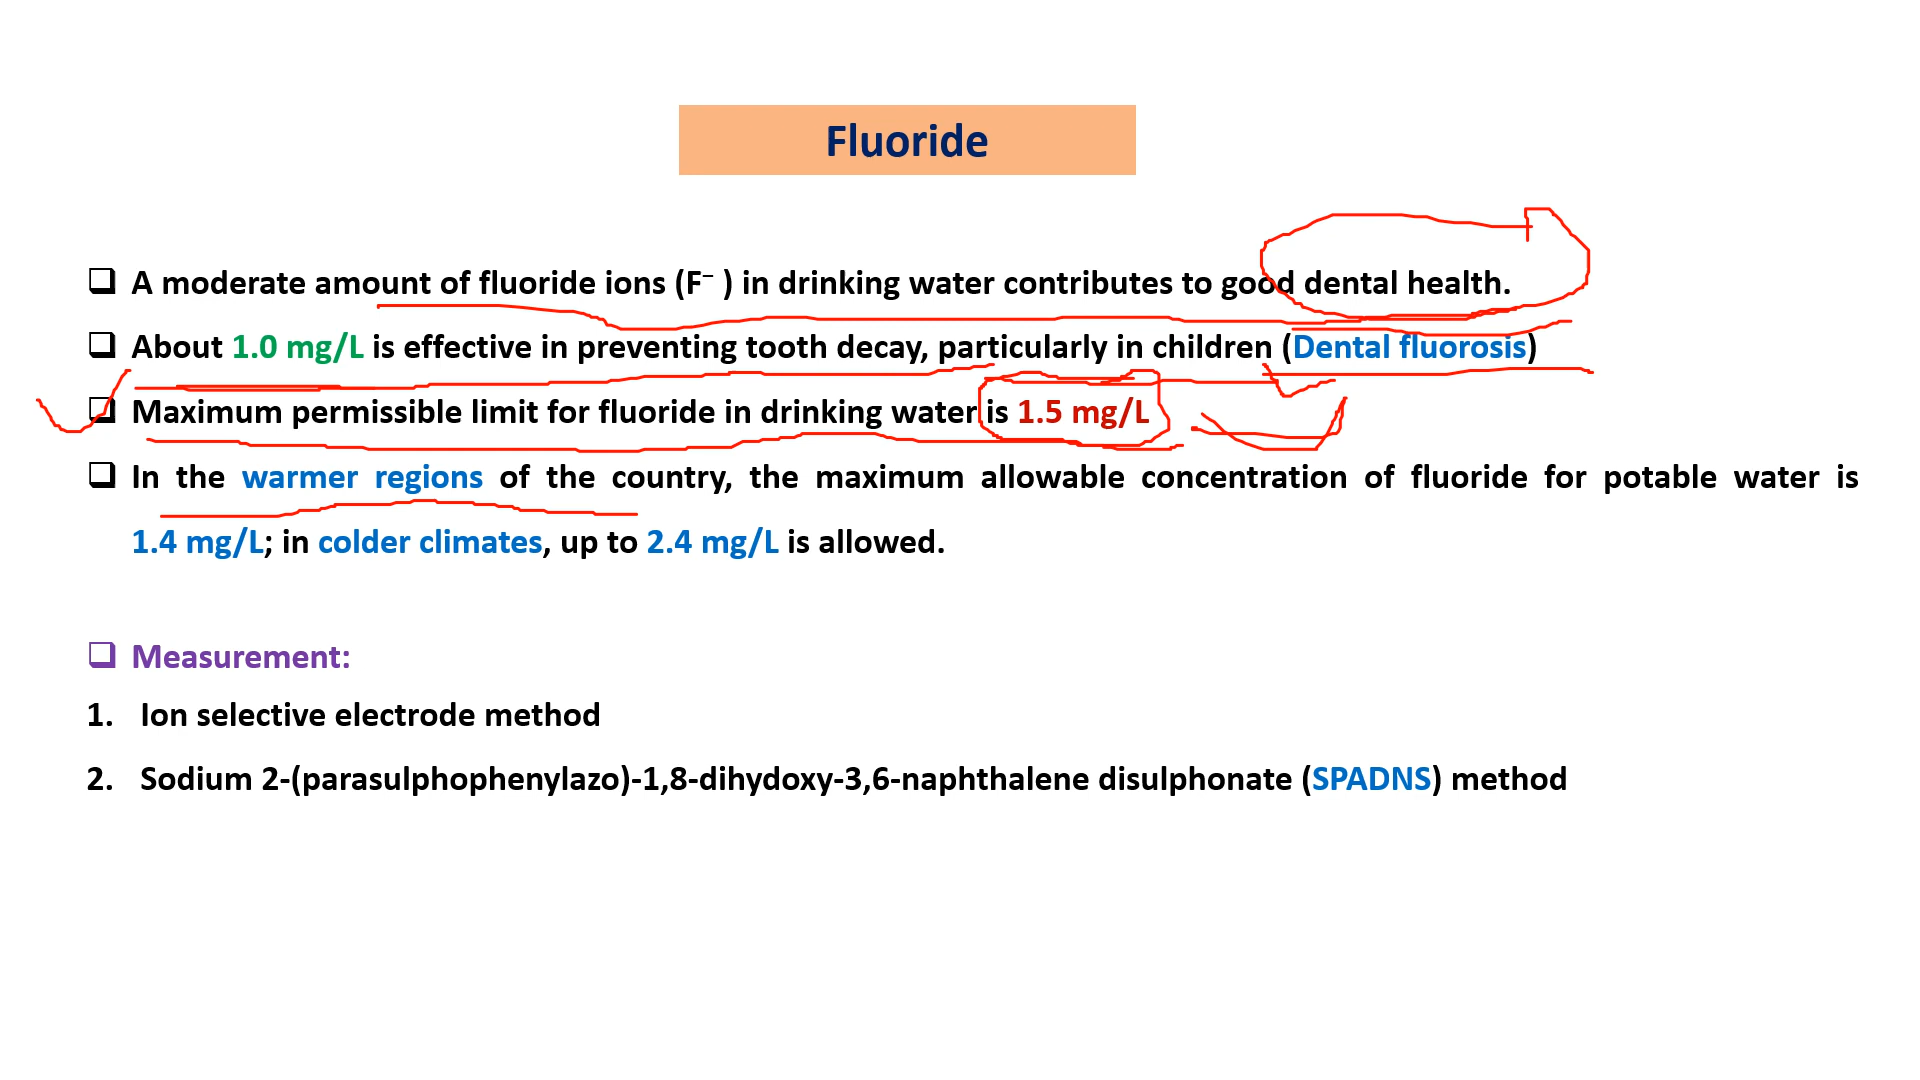 Fluoride
A moderate amount of fluoride ions (F⁻ ) in drinking water contributes to good dental health.
About 1.0 mg/L is effective in preventing tooth decay, particularly in children (Dental fluorosis)
Maximum permissible limit for fluoride in drinking water is 1.5 mg/L
In the warmer regions of the country, the maximum allowable concentration of fluoride for potable water is
1.4 mg/L; in colder climates, up to 2.4 mg/L is allowed.
Measurement:
1. Ion selective electrode method
2. Sodium 2-(parasulphophenylazo)-1,8-dihydoxy-3,6-naphthalene disulphonate (SPADNS) method